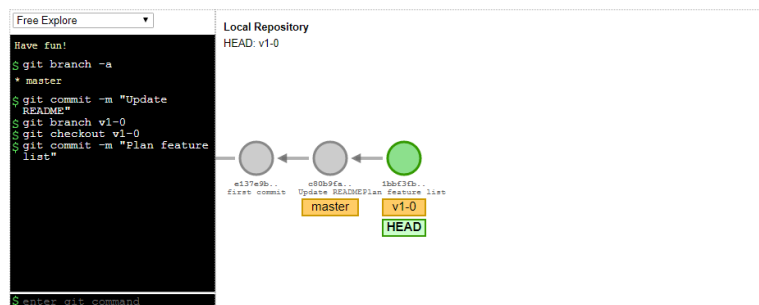 Free Explore
Have fun!
$ git branch -a
* master
$ git commit -m "Update
README"
$ git branch v1-0
$ git checkout v1-0
$ git commit -m "Plan feature
list"
$ enter git command
Local Repository
HEAD: v1-0
e137e9b.. c80b9fa.. 1bbf3fb..
first commit Update README Plan feature list
master v1-0
HEAD